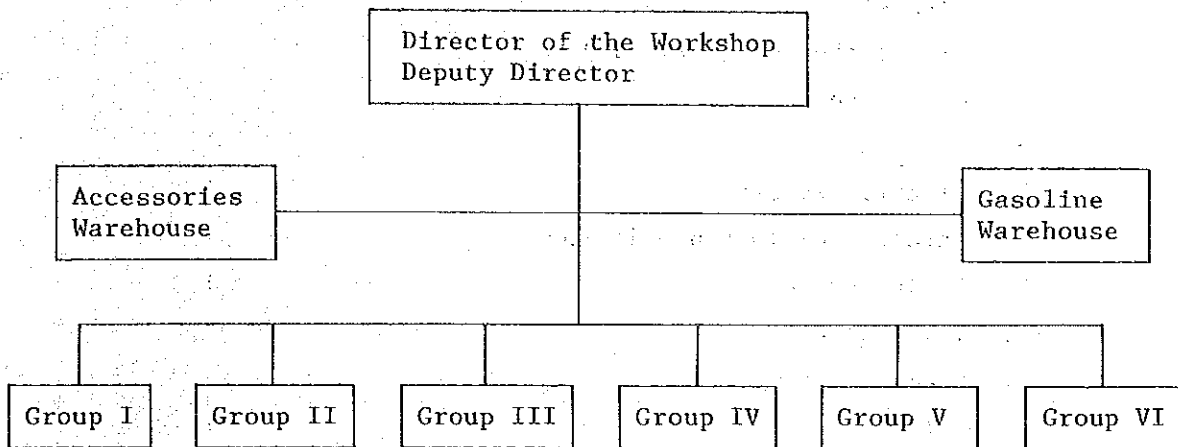 Director of the Workshop
Deputy Director
Accessories
Warehouse
Gasoline
Warehouse
Group I
Group II
Group III
Group IV
Group V
Group VI